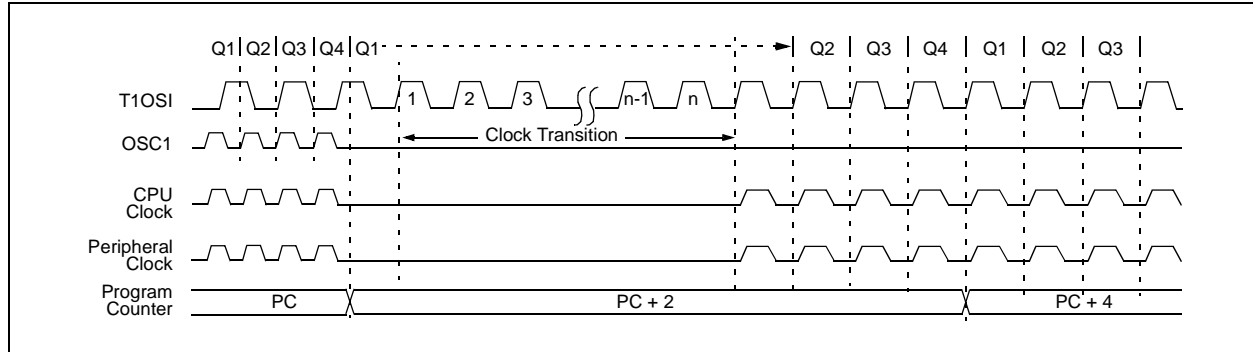 Q1 Q2 Q3 Q4 Q1 Q2 Q3 Q4 Q1 Q2 Q3
T1OSI 1 2 3 n-1 n
Clock Transition
OSC1
CPU
Clock
Peripheral
Clock
Program
Counter
PC PC + 2 PC + 4